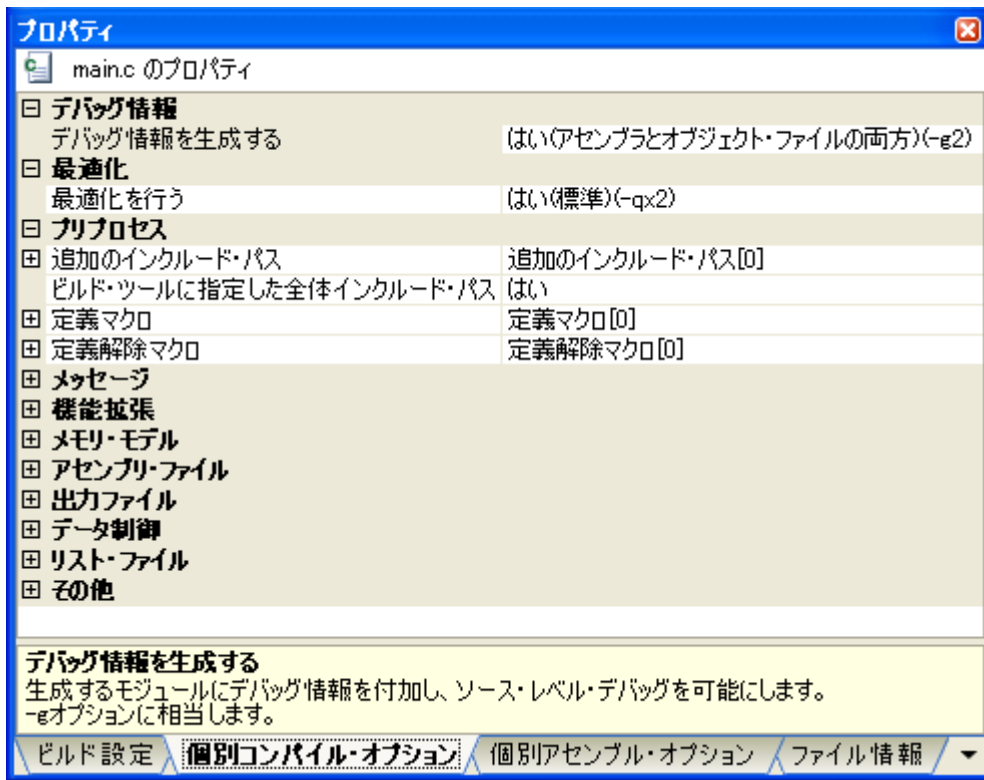 プロパティ
main.c のプロパティ
デバッグ情報
デバッグ情報を生成する はい(アセンブラとオブジェクト・ファイルの両方)(-g2)
最適化
最適化を行う はい(標準)(-qx2)
プリプロセス
追加のインクルード・パス 追加のインクルード・パス[0]
ビルド・ツールに指定した全体インクルード・パス はい
定義マクロ 定義マクロ[0]
定義解除マクロ 定義解除マクロ[0]
メッセージ
機能拡張
メモリ・モデル
アセンブリ・ファイル
出力ファイル
データ制御
リスト・ファイル
その他
デバッグ情報を生成する
生成するモジュールにデバッグ情報を付加し、ソース・レベル・デバッグを可能にします。
-gオプションに相当します。
ビルド設定 個別コンパイル・オプション 個別アセンブル・オプション ファイル情報